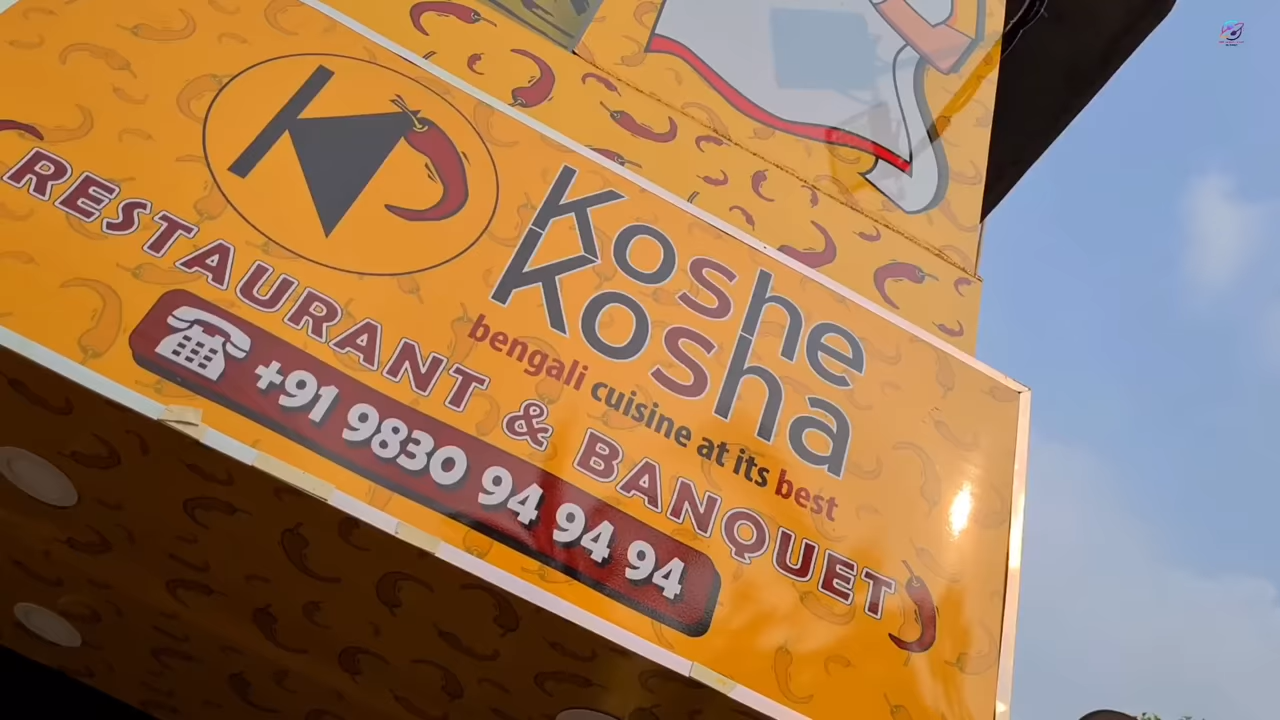 Koshe
Kosha
bengali cuisine at its best
RESTAURANT & BANQUET
+91 9830 94 94 94